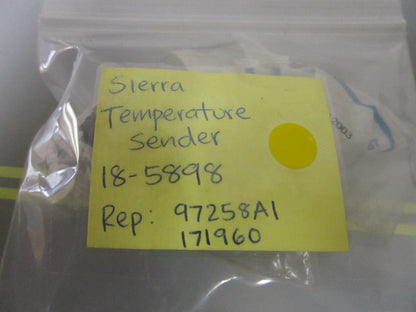 Sierra
Temperature
Sender
18-5898
Rep: 97258A1
171960